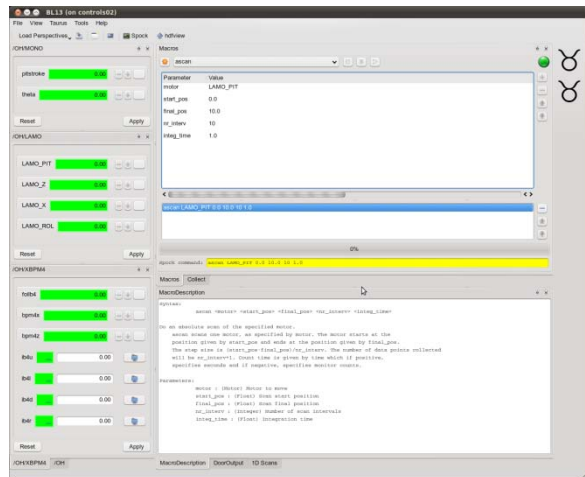 BL13 (on controls02)
File View Taurus Tools Help
Load Perspectives Spock hdfview
/OH/MONO
pitstroke 0.00
theta 0.00
Reset Apply
/OH/LAMO
LAMO_PIT 0.00
LAMO_Z 0.00
LAMO_X 0.00
LAMO_ROL 0.00
Reset Apply
/OH/XBPM4
0.00
bpm4x 0.00
bpm4z 0.00
ib4u 0.00
ib4l 0.00
ib4d 0.00
ib4r 0.00
Reset Apply
/OH/XBPM4 /OH
Macros
ascan
Parameter Value
motor LAMO_PIT
start_pos 0.0
final_pos 10.0
nr_interv 10
integ_time 1.0
ascan LAMO_PIT 0.0 10.0 10 1.0
0%
Spock command: ascan LAMO_PIT 0.0 10.0 10 1.0
Macros Collect
MacroDescription
Syntax:
ascan <motor> <start_pos> <final_pos> <nr_interv> <integ_time>
Do an absolute scan of the specified motor.
ascan scans one motor, as specified by motor. The motor starts at the
position given by start_pos and ends at the position given by final_pos.
The step size is (start_pos-final_pos)/nr_interv. The number of data points collected
will be nr_interv+1. Count time is given by time which if positive,
specifies seconds and if negative, specifies monitor counts.
Parameters:
motor : (Motor) Motor to move
start_pos : (Float) Scan start position
final_pos : (Float) Scan final position
nr_interv : (Integer) Number of scan intervals
integ_time : (Float) Integration time
MacroDescription DoorOutput 1D Scans